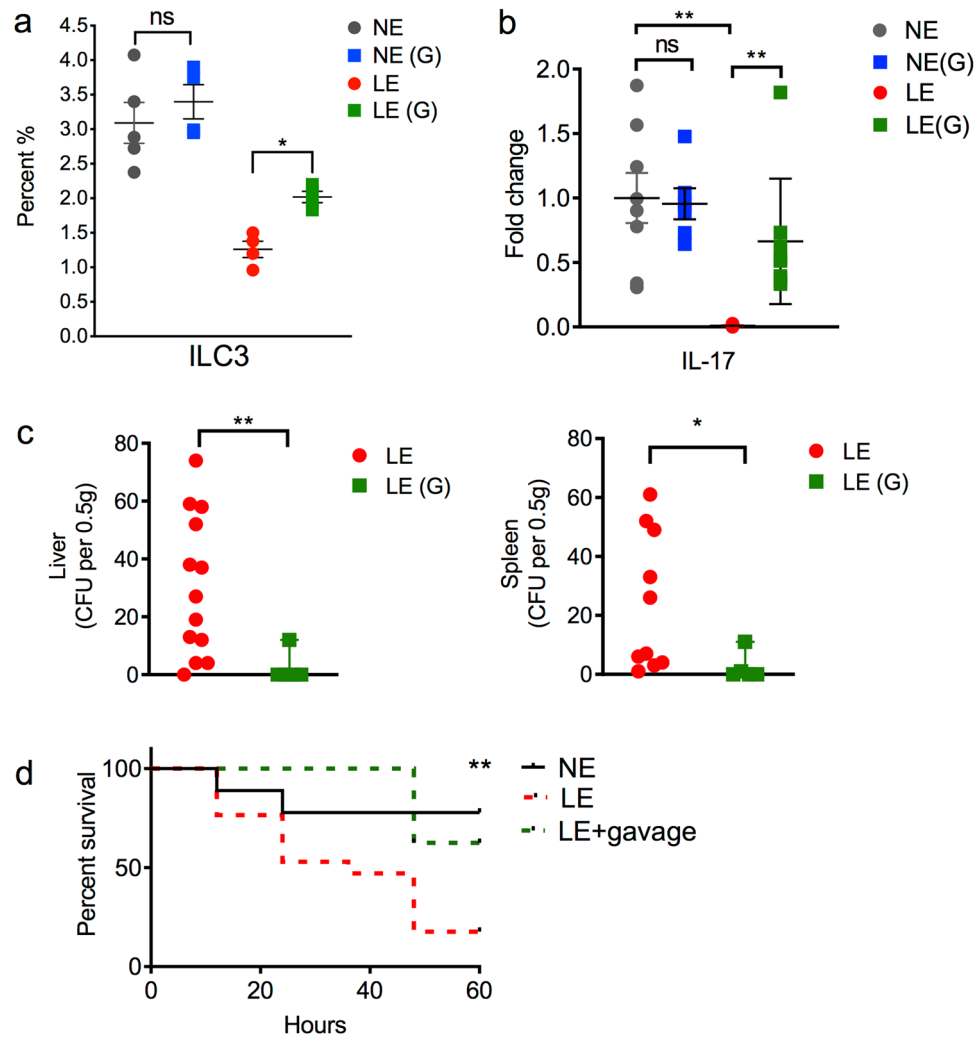 a
4.5
4.0
3.5
3.0
2.5
2.0
1.5
1.0
0.5
0.0
Percent %
ns
*
ILC3
NE
NE (G)
LE
LE (G)
b
2.0
1.5
1.0
0.5
0.0
Fold change
**
ns
**
IL-17
NE
NE(G)
LE
LE(G)
c
80
60
40
20
0
Liver
(CFU per 0.5g)
**
LE
LE (G)
80
60
40
20
0
Spleen
(CFU per 0.5g)
*
LE
LE (G)
d
100
50
0
Percent survival
0 20 40 60
Hours
**
NE
LE
LE+gavage